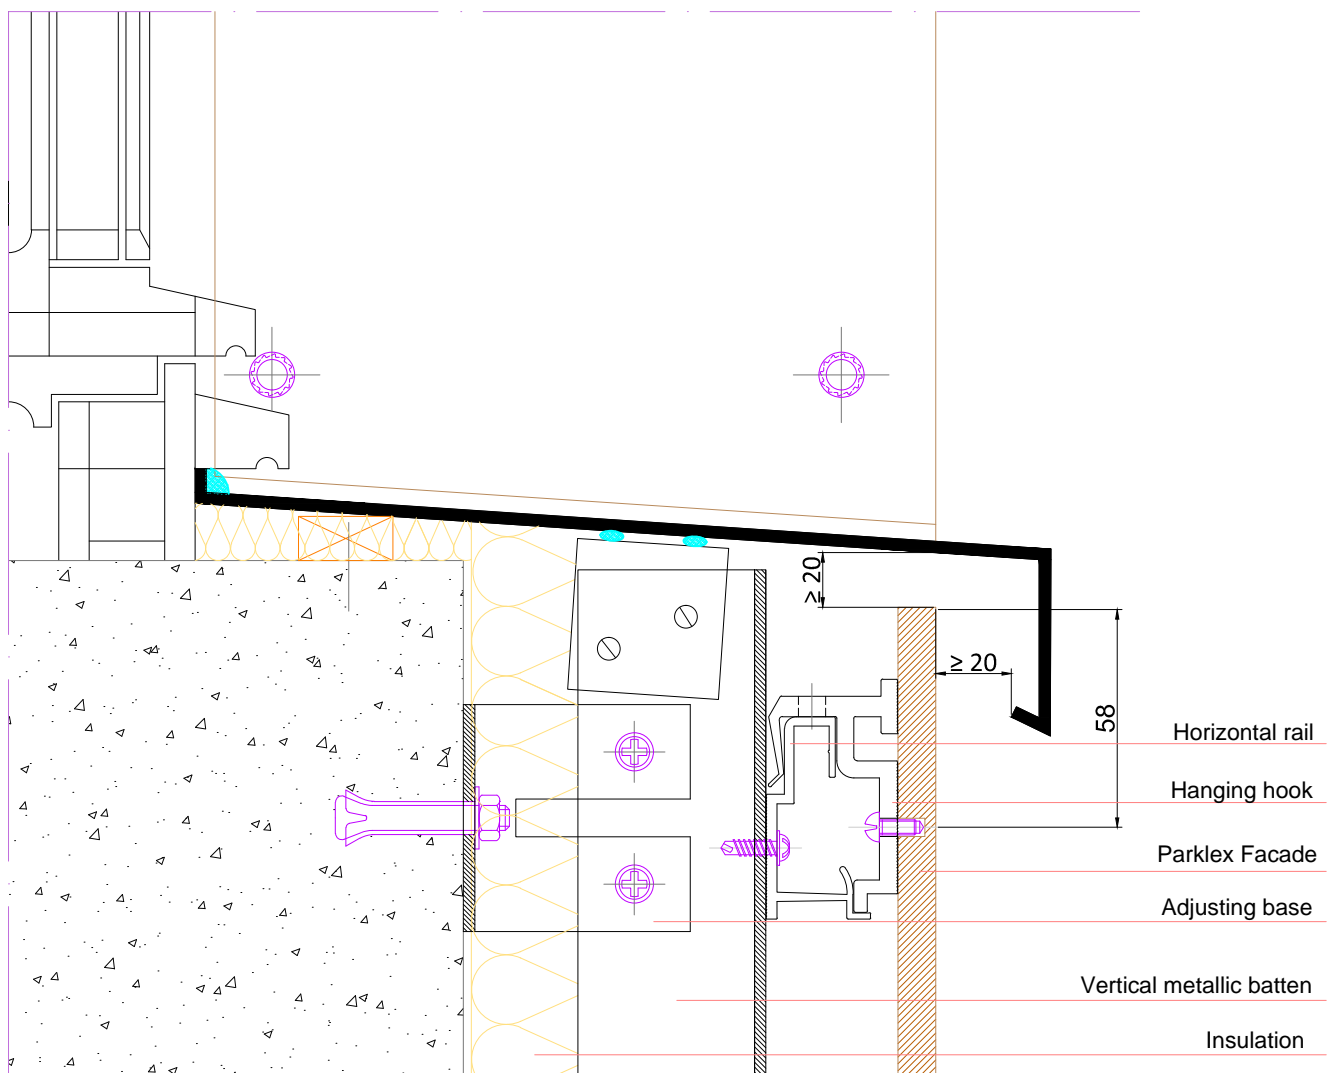 ≥ 20
≥ 20
58
Horizontal rail
Hanging hook
Parklex Facade
Adjusting base
Vertical metallic batten
Insulation